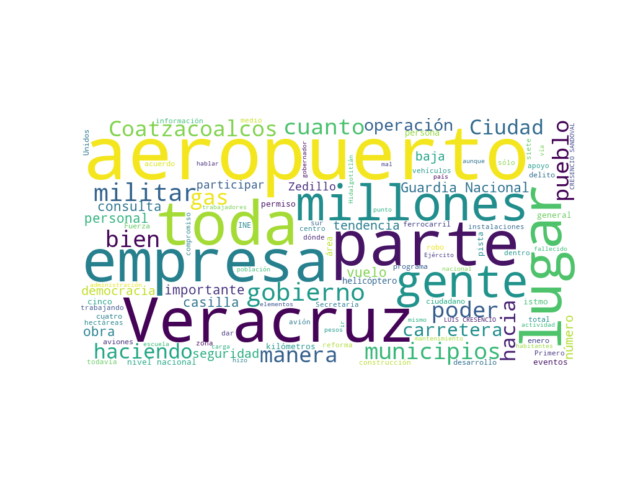 información medio
Unidos Coatzacoalcos cuanto operación Ciudad pueblo CRESENCIO SANDOVAL
persona siete vía
aeropuerto
acuerdo hablar gobernador Hidalgotitlán mal aunque sólo
baja vehículos país apoyo delito
militar participar Zedillo Guardia Nacional
gas permiso millones lugar
consulta compromiso trabajadores punto
personal Fuerza INE sur tendencia ferrocarril instalaciones general
toda centro dónde área parte pista
bien robo Ejército dentro fallecido
empresa vuelo programa nacional
población helicóptero gente
administración elementos Secretaría ciudadano
democracia importante gobierno istmo
cinco casilla poder
trabajando Veracruz
cuatro avión pesos ir mismo LUIS CRESENCIO total
hectáreas dar carretera hacia actividad número
obra reforma mantenimiento
aviones escuela zona kilómetros enero habitantes
haciendo carga seguridad manera municipios Primero
todavía nivel nacional hizo construcción desarrollo eventos